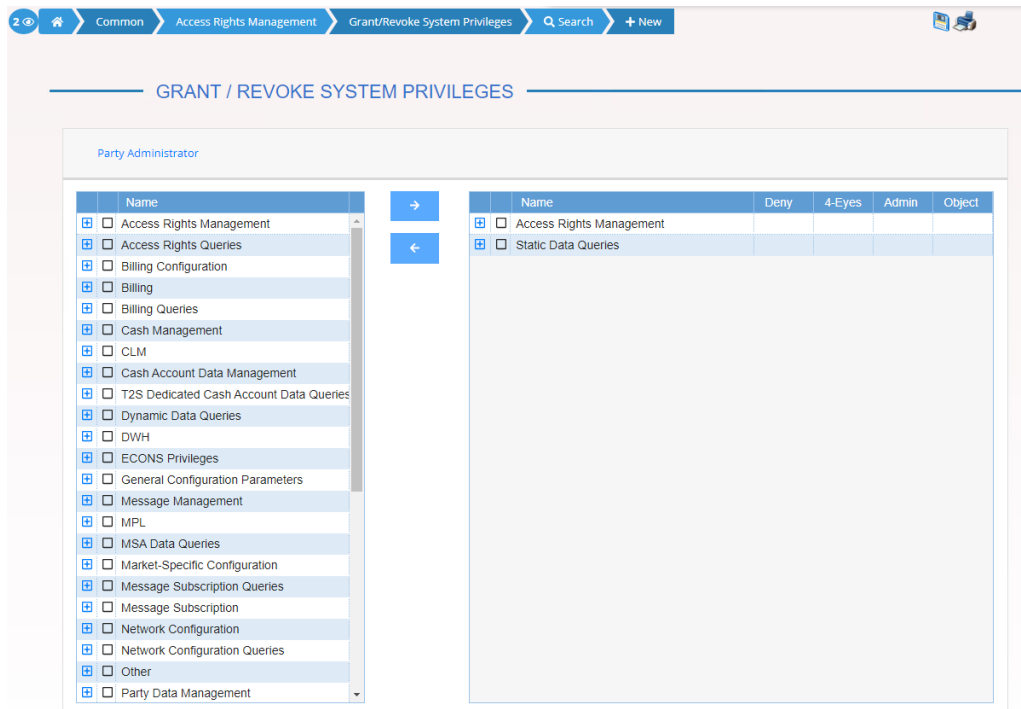 2 Common Access Rights Management Grant/Revoke System Privileges Search New
GRANT / REVOKE SYSTEM PRIVILEGES
Party Administrator
Name
Access Rights Management
Access Rights Queries
Billing Configuration
Billing
Billing Queries
Cash Management
CLM
Cash Account Data Management
T2S Dedicated Cash Account Data Queries
Dynamic Data Queries
DWH
ECONS Privileges
General Configuration Parameters
Message Management
MPL
MSA Data Queries
Market-Specific Configuration
Message Subscription Queries
Message Subscription
Network Configuration
Network Configuration Queries
Other
Party Data Management
Name Deny 4-Eyes Admin Object
Access Rights Management
Static Data Queries